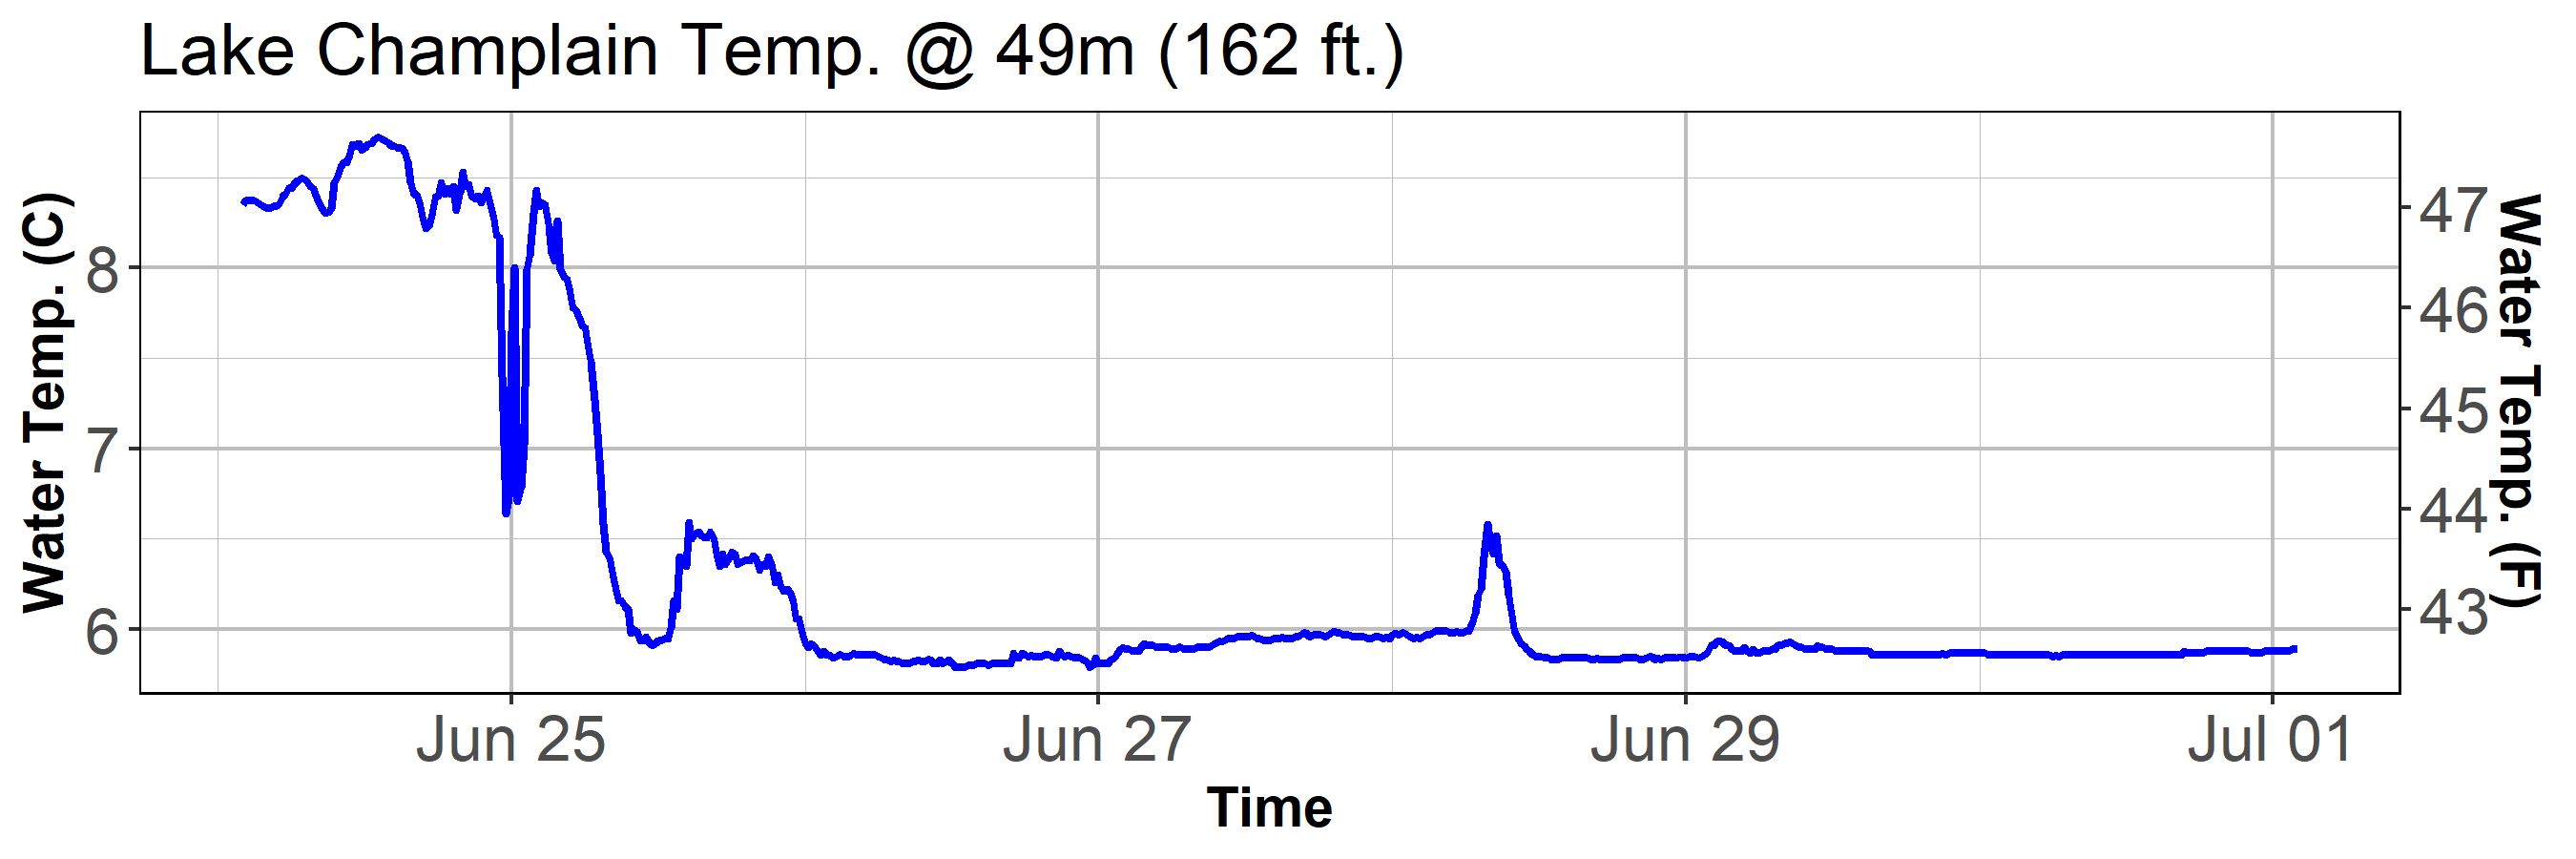 Lake Champlain Temp. @ 49m (162 ft.)
Water Temp. (C)
8
7
6
47
46
45
44
43
Water Temp. (F)
Jun 25
Jun 27
Jun 29
Jul 01
Time